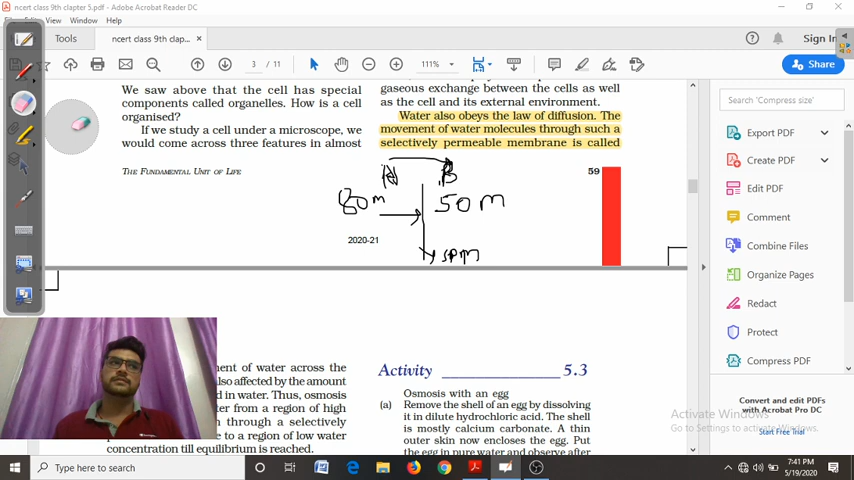 ncert class 9th chapter 5.pdf - Adobe Acrobat Reader DC
View Window Help
Tools
ncert class 9th clap...
×
Share
3 / 11
111%
We saw above that the cell has special
components called organelles. How is a cell
organised?
If we study a cell under a microscope, we
would come across three features in almost
THE FUNDAMENTAL UNIT OF LIFE
gaseous exchange between the cells as well
as the cell and its external environment.
Water also obeys the law of diffusion. The
movement of water molecules through such a
selectively permeable membrane is called
59
B
80m
50m
spm
2020-21
ment of water across the
lso affected by the amount
d in water. Thus, osmosis
ter from a region of high
n through a selectively
e to a region of low water
concentration till equilibrium is reached.
Activity 5.3
Osmosis with an egg
(a) Remove the shell of an egg by dissolving
it in dilute hydrochloric acid. The shell
is mostly calcium carbonate. A thin
outer skin now encloses the egg. Put
the egg in pure water and observe after
Search 'Compress size'
Export PDF
Create PDF
Edit PDF
Comment
Combine Files
Organize Pages
Redact
Protect
Compress PDF
Convert and edit PDFs
with Acrobat Pro DC
Start Free Trial
Activate Windows
Go to Settings to activate Windows.
Type here to search
7:41 PM
5/19/2020